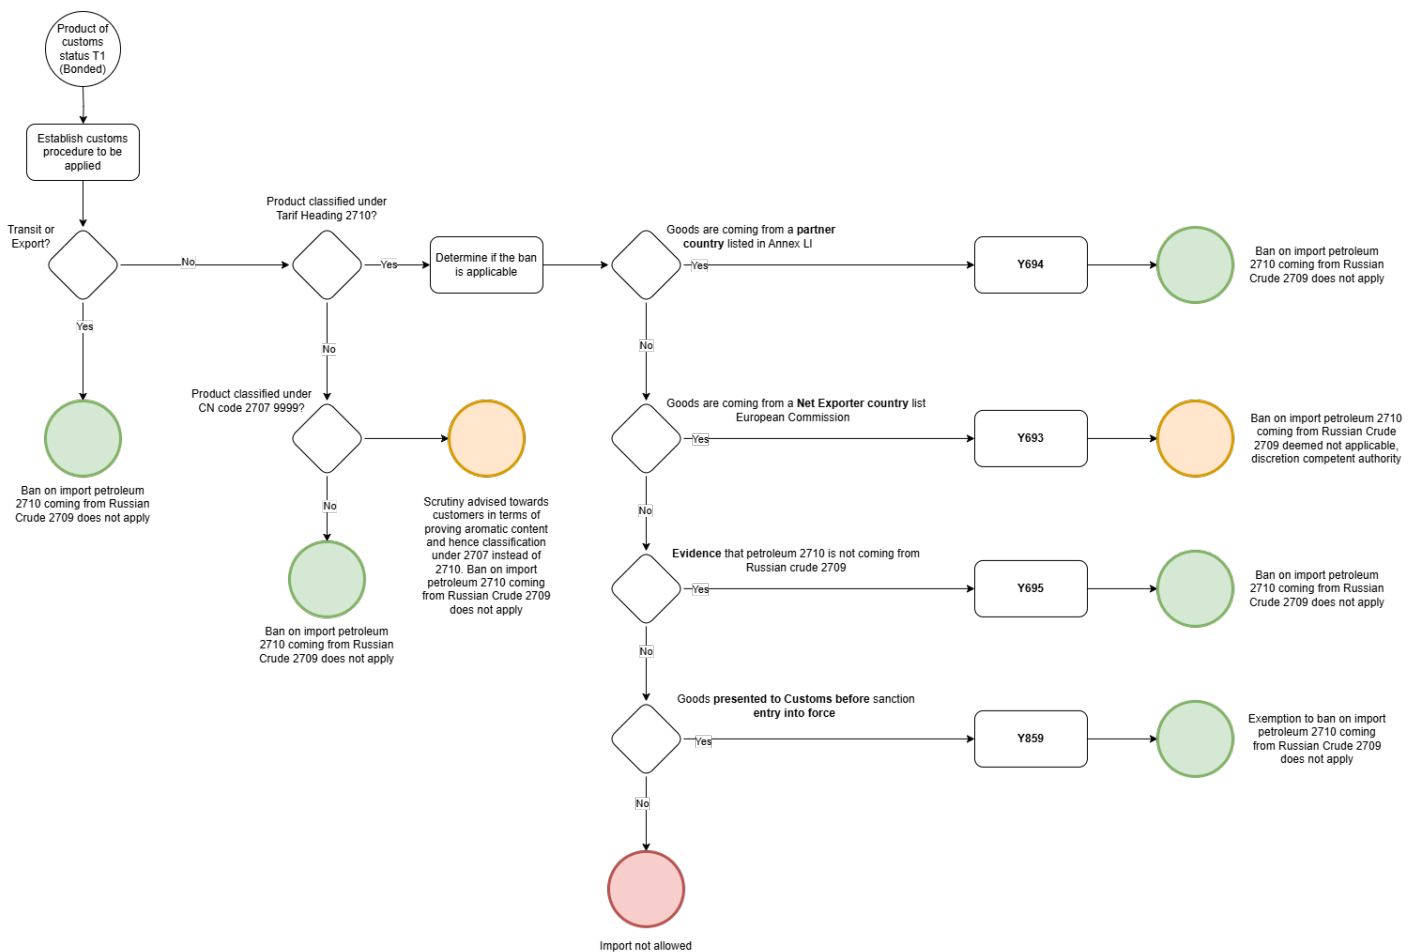 Product of
customs
status T1
(Bonded)
Establish customs
procedure to be
applied
Transit or
Export?
No
Yes
Ban on import petroleum
2710 coming from Russian
Crude 2709 does not apply
Product classified under
Tarif Heading 2710?
Yes
No
Determine if the ban
is applicable
Product classified under
CN code 2707 9999?
No
Ban on import petroleum
2710 coming from Russian
Crude 2709 does not apply
Scrutiny advised towards
customers in terms of
proving aromatic content
and hence classification
under 2707 instead of
2710. Ban on import
petroleum 2710 coming
from Russian Crude 2709
does not apply
Goods are coming from a partner
country listed in Annex LI
Yes
Y694
Ban on import petroleum
2710 coming from Russian
Crude 2709 does not apply
No
Goods are coming from a Net Exporter country list
European Commission
Yes
Y693
Ban on import petroleum 2710
coming from Russian Crude
2709 deemed not applicable,
discretion competent authority
No
Evidence that petroleum 2710 is not coming from
Russian crude 2709
Yes
Y695
Ban on import petroleum
2710 coming from Russian
Crude 2709 does not apply
No
Goods presented to Customs before sanction
entry into force
Yes
Y859
Exemption to ban on import
petroleum 2710 coming
from Russian Crude 2709
does not apply
No
Import not allowed